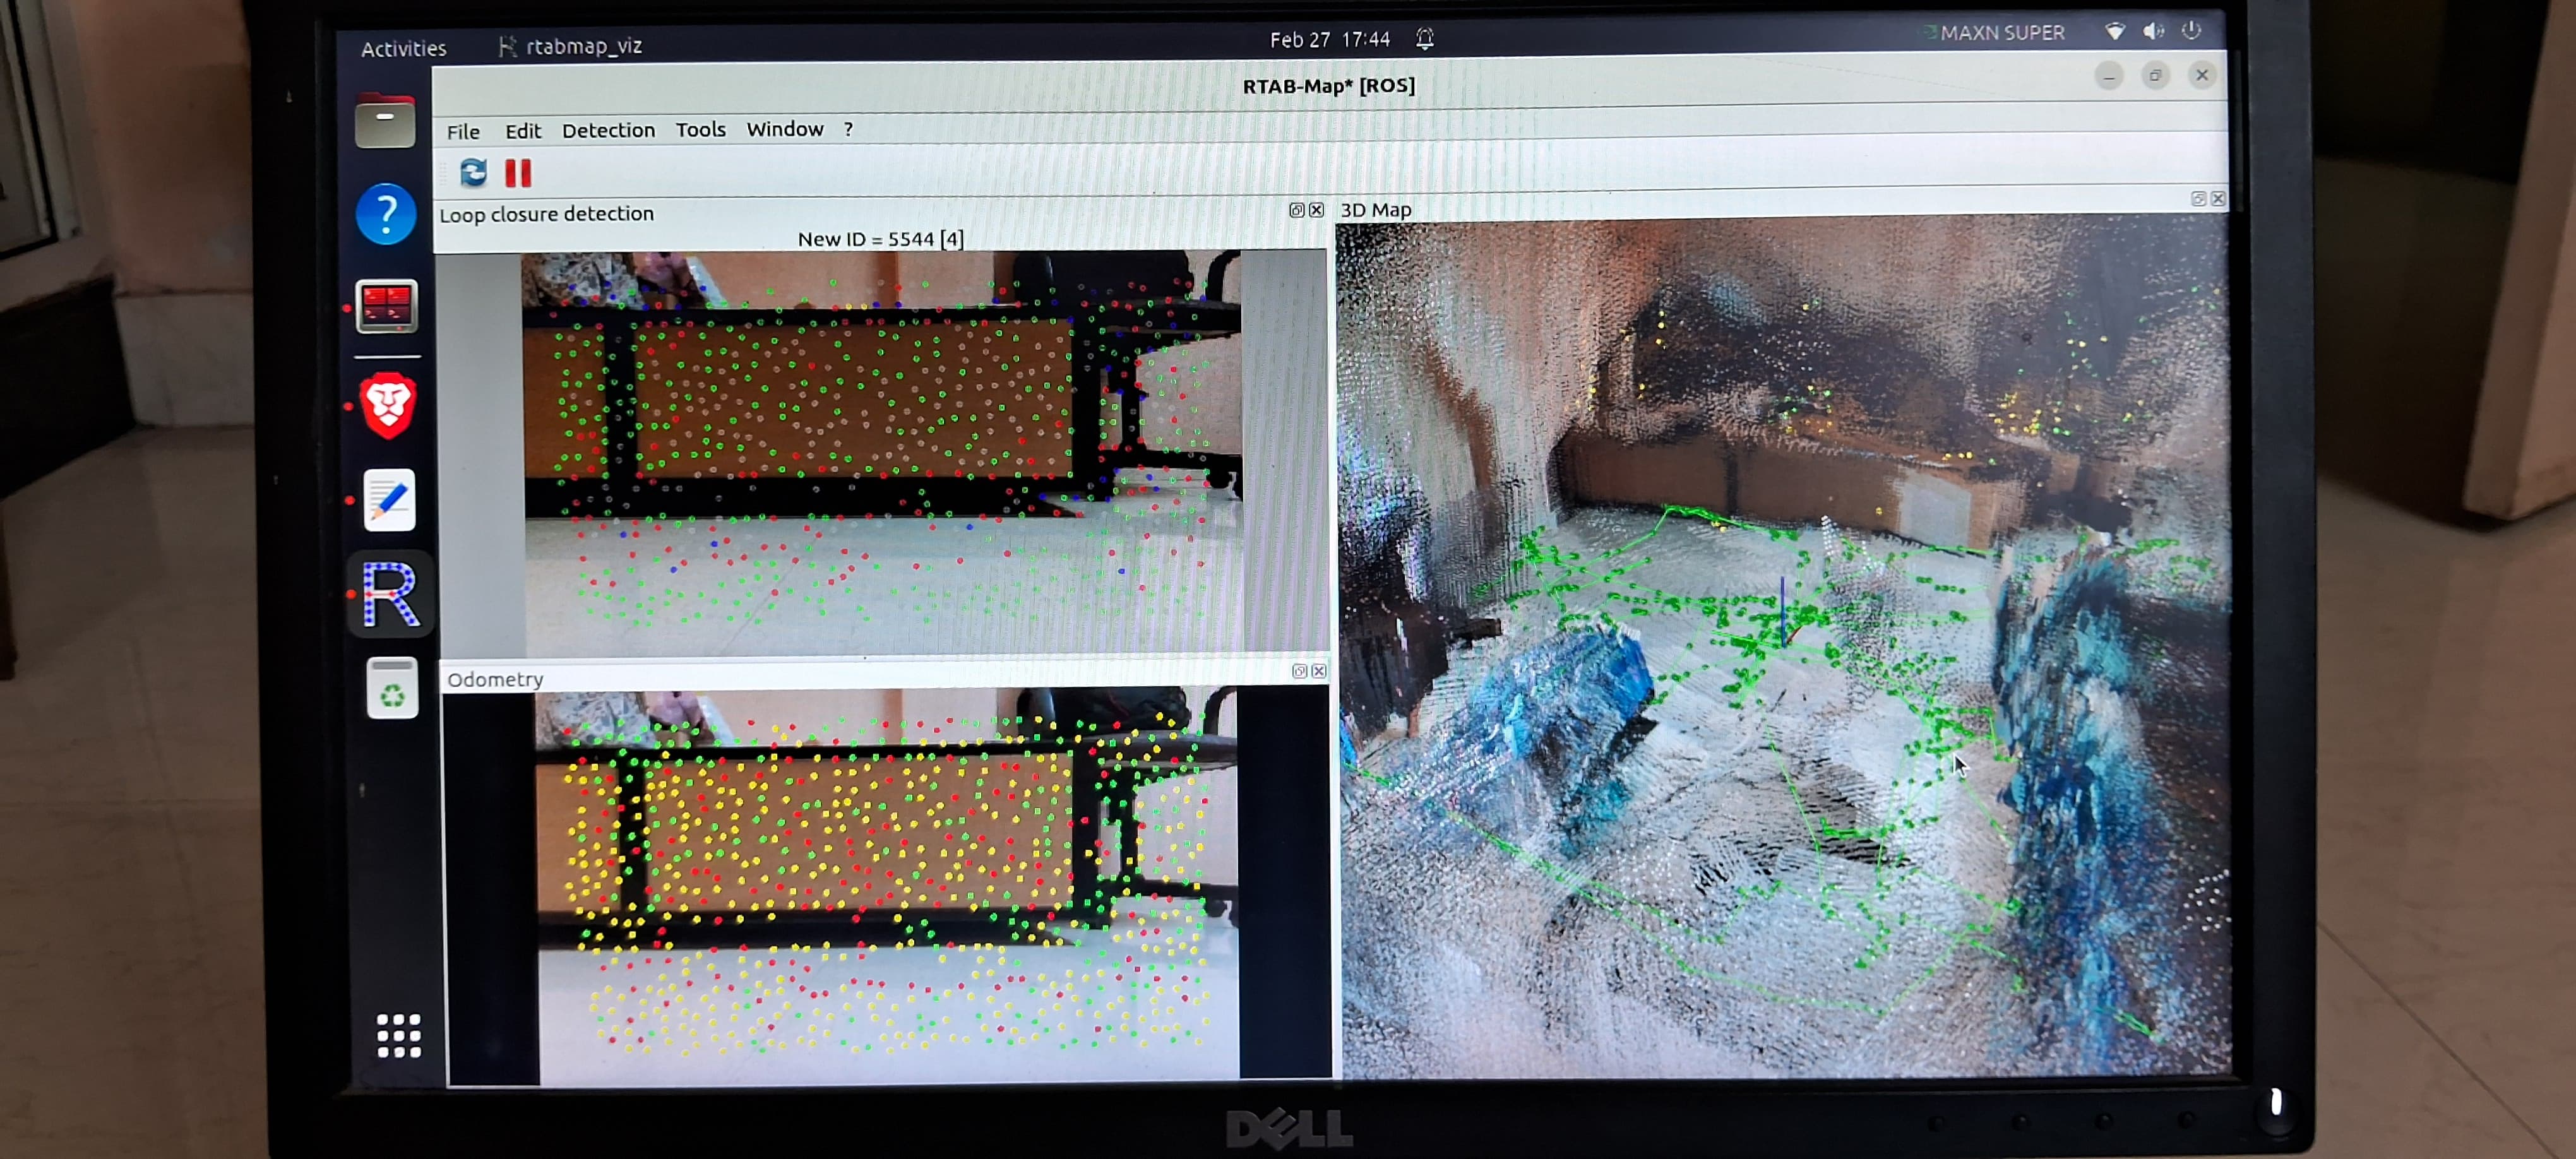 Activities
rtabmap_viz
Feb 27 17:44
MAXN SUPER
RTAB-Map* [ROS]
File Edit Detection Tools Window ?
Loop closure detection
New ID = 5544 [4]
3D Map
Odometry
R
DELL